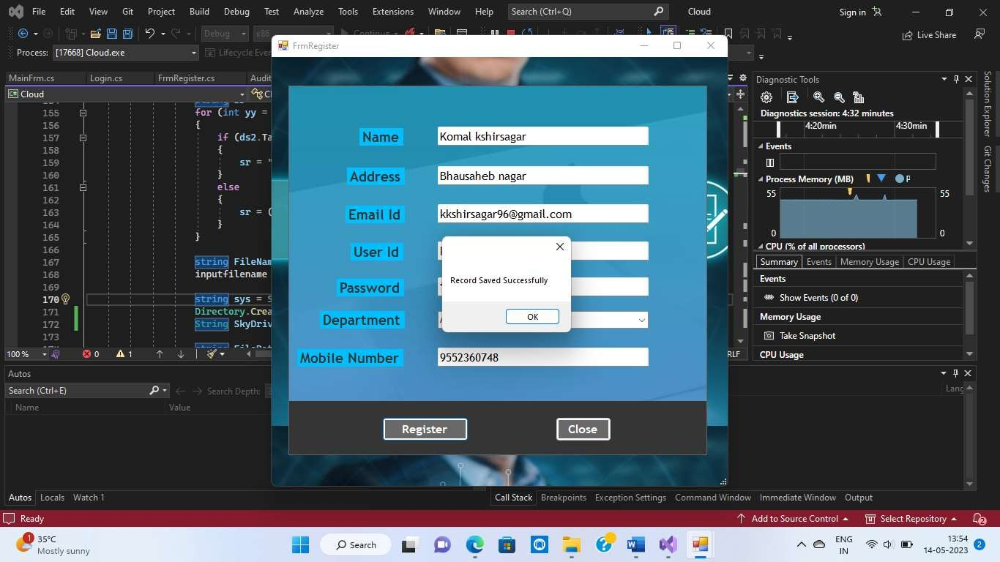 File Edit View Git Project Build Debug Test Analyze Tools Extensions Window Help Search (Ctrl+Q) Cloud Sign in
Debug x86 Continue Live Share
Process: [17668] Cloud.exe Lifecycle Even
FrmRegister
MainFrm.cs Login.cs FrmRegister.cs Audit
Cloud
155 for (int yy =
156 {
157 if (ds2.Ta
158 {
159 sr = "
160 }
161 else
162 {
163 sr = (
164 }
165 }
166
167 string FileNam
168 inputfilename
169
170 string sys = S
171 Directory.Crea
172 String SkyDriv
173
100 % 0 1
RLF
Name Komal kshirsagar
Address Bhausaheb nagar
Email Id kkshirsagar96@gmail.com
User Id
Password
Department
Mobile Number 9552360748
Record Saved Successfully
OK
Register Close
Diagnostic Tools
Diagnostics session: 4:32 minutes
4:20min 4:30min
Events
Process Memory (MB) P
55 55
0 0
CPU (% of all processors)
Summary Events Memory Usage CPU Usage
Events
Show Events (0 of 0)
Memory Usage
Take Snapshot
CPU Usage
Solution Explorer
Git Changes
Autos
Search (Ctrl+E) Search Depth:
Name Value
Lang
Autos Locals Watch 1
Call Stack Breakpoints Exception Settings Command Window Immediate Window Output
Ready Add to Source Control Select Repository 2
1 35°C
Mostly sunny
Search
ENG
IN
13:54
14-05-2023 2